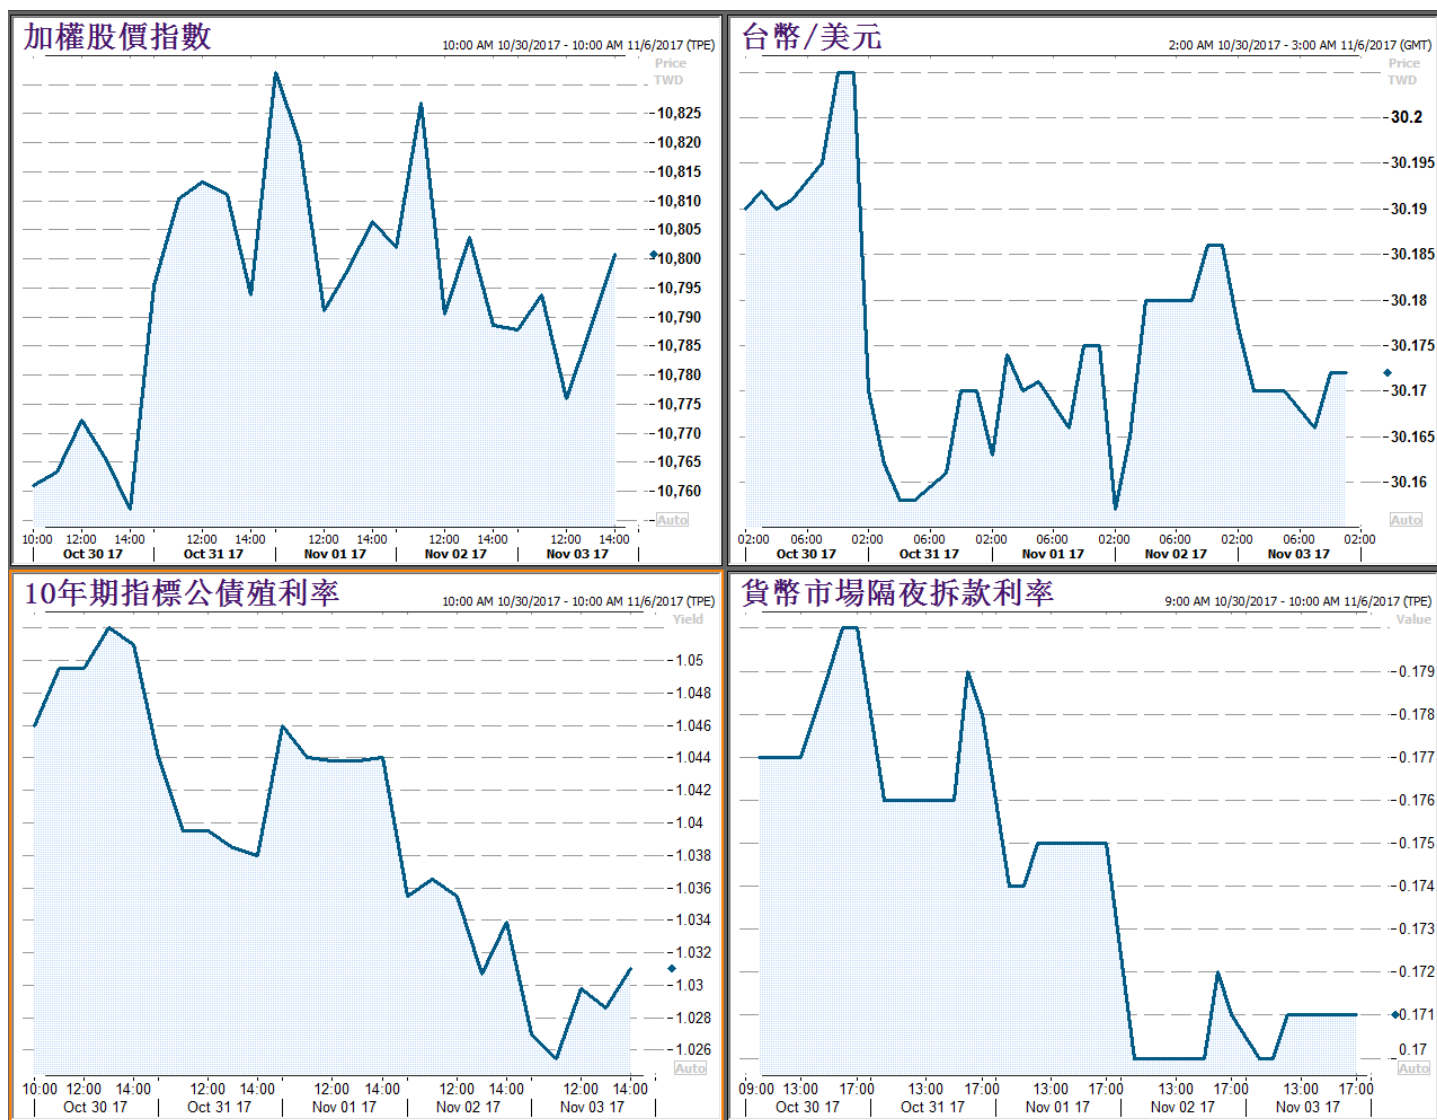 加權股價指數
10:00 AM 10/30/2017 - 10:00 AM 11/6/2017 (TPE)
Price
TWD
10,825
10,820
10,815
10,810
10,805
10,800
10,795
10,790
10,785
10,780
10,775
10,770
10,765
10,760
Auto
10:00 12:00 14:00 12:00 14:00 12:00 14:00 12:00 14:00 12:00 14:00
Oct 30 17 Oct 31 17 Nov 01 17 Nov 02 17 Nov 03 17
台幣/美元
2:00 AM 10/30/2017 - 3:00 AM 11/6/2017 (GMT)
Price
TWD
30.2
30.195
30.19
30.185
30.18
30.175
30.17
30.165
30.16
Auto
02:00 06:00 02:00 06:00 02:00 06:00 02:00 06:00 02:00 06:00 02:00
Oct 30 17 Oct 31 17 Nov 01 17 Nov 02 17 Nov 03 17
10年期指標公債殖利率
10:00 AM 10/30/2017 - 10:00 AM 11/6/2017 (TPE)
Yield
1.05
1.048
1.046
1.044
1.042
1.04
1.038
1.036
1.034
1.032
1.03
1.028
1.026
Auto
10:00 12:00 14:00 12:00 14:00 12:00 14:00 12:00 14:00 12:00 14:00
Oct 30 17 Oct 31 17 Nov 01 17 Nov 02 17 Nov 03 17
貨幣市場隔夜拆款利率
9:00 AM 10/30/2017 - 10:00 AM 11/6/2017 (TPE)
Value
0.179
0.178
0.177
0.176
0.175
0.174
0.173
0.172
0.171
0.17
Auto
09:00 13:00 17:00 13:00 17:00 13:00 17:00 13:00 17:00 13:00 17:00
Oct 30 17 Oct 31 17 Nov 01 17 Nov 02 17 Nov 03 17